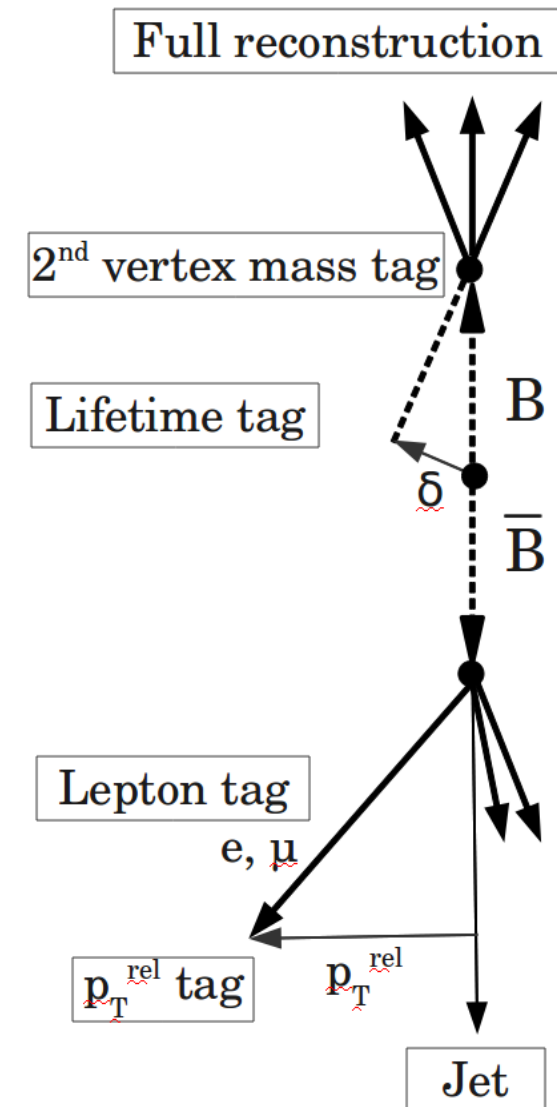 Full reconstruction
2nd vertex mass tag
B
Lifetime tag
δ
B̅
Lepton tag
e, μ
pT rel
pT rel tag
Jet